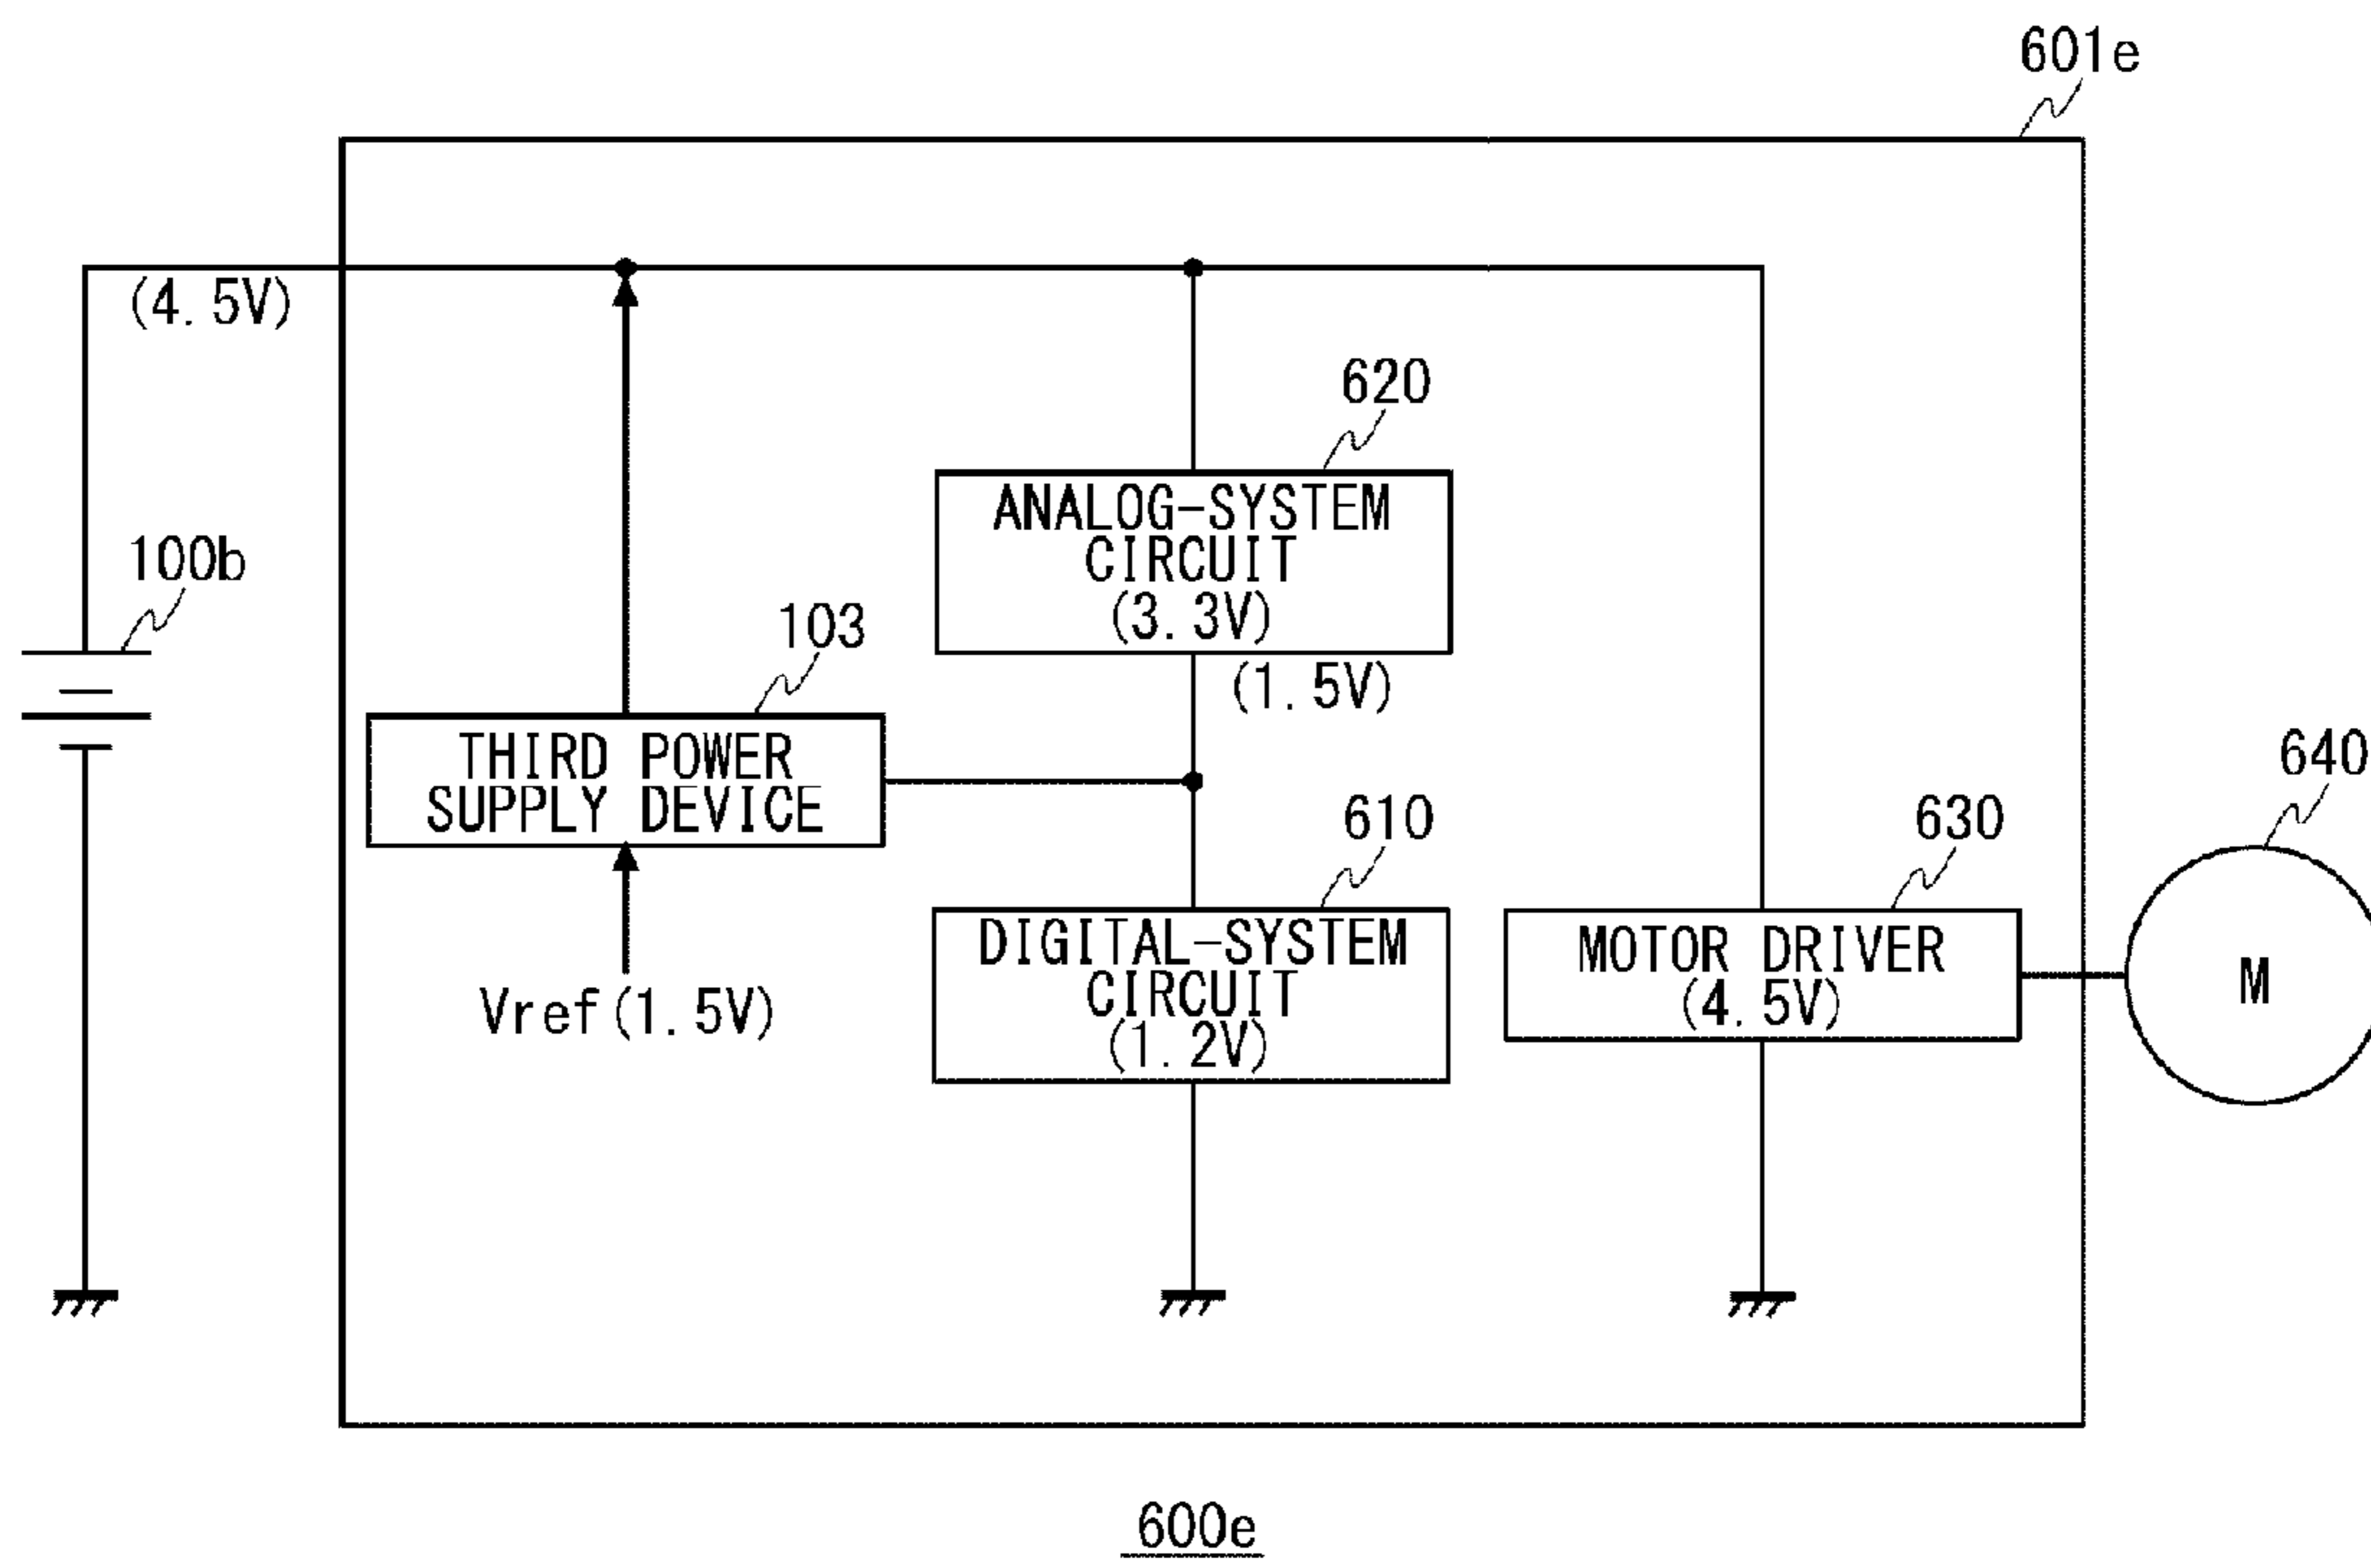 601e
(4.5V)
620
ANALOG-SYSTEM
CIRCUIT
(3.3V)
100b
103
(1.5V)
THIRD POWER
SUPPLY DEVICE
640
610
630
DIGITAL-SYSTEM
CIRCUIT
(1.2V)
MOTOR DRIVER
(4.5V)
M
Vref(1.5V)
600e